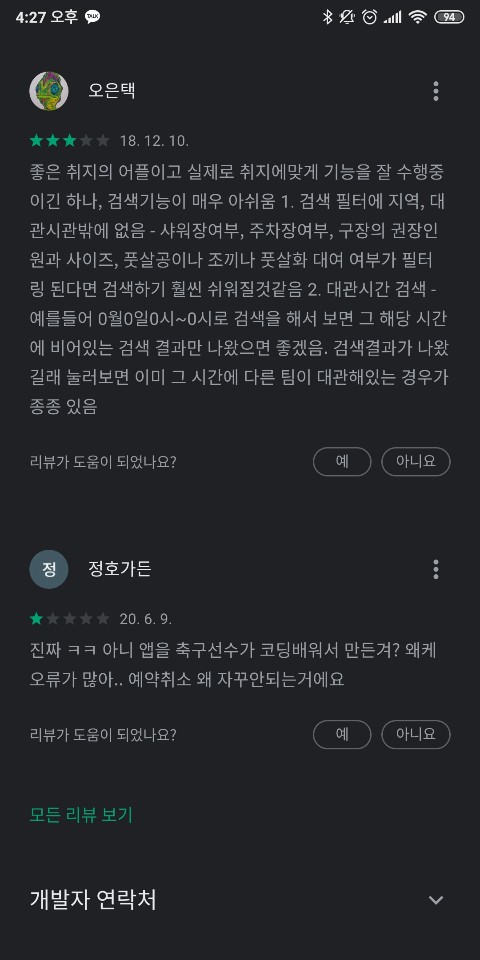 4:27 오후 TALK 94
오은택
18. 12. 10.
좋은 취지의 어플이고 실제로 취지에맞게 기능을 잘 수행중
이긴 하나, 검색기능이 매우 아쉬움 1. 검색 필터에 지역, 대
관시관밖에 없음 - 샤워장여부, 주차장여부, 구장의 권장인
원과 사이즈, 풋살공이나 조끼나 풋살화 대여 여부가 필터
링 된다면 검색하기 훨씬 쉬워질것같음 2. 대관시간 검색 -
예를들어 0월0일0시~0시로 검색을 해서 보면 그 해당 시간
에 비어있는 검색 결과만 나왔으면 좋겠음. 검색결과가 나왔
길래 눌러보면 이미 그 시간에 다른 팀이 대관해있는 경우가
종종 있음
리뷰가 도움이 되었나요? 예 아니요
정 정호가든
20. 6. 9.
진짜 ㅋㅋ 아니 앱을 축구선수가 코딩배워서 만든겨? 왜케
오류가 많아.. 예약취소 왜 자꾸안되는거에요
리뷰가 도움이 되었나요? 예 아니요
모든 리뷰 보기
개발자 연락처